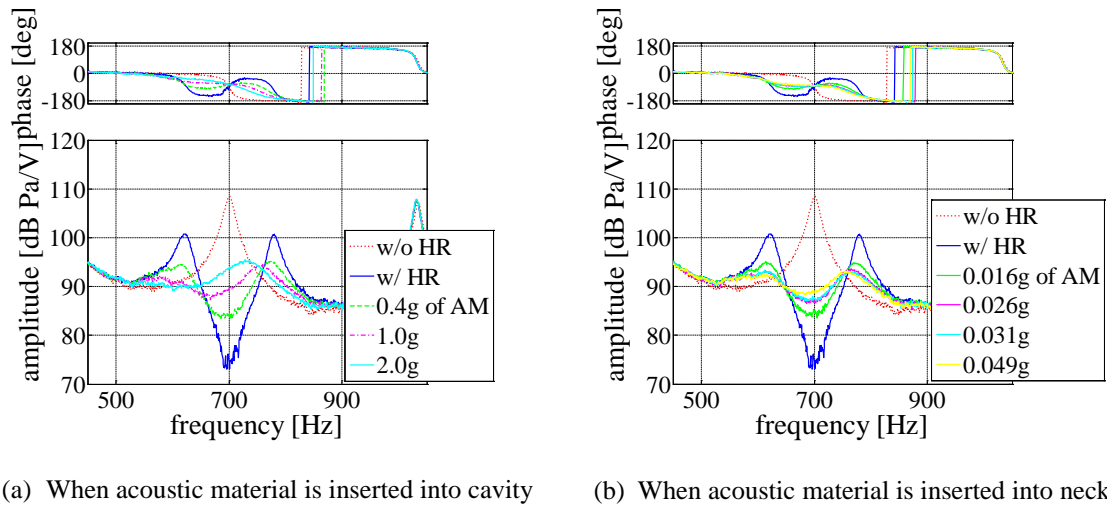 phase [deg]
180
0
-180
amplitude [dB Pa/V]
120
110
100
90
80
70
500
700
900
frequency [Hz]
w/o HR
w/ HR
0.4g of AM
1.0g
2.0g
(a) When acoustic material is inserted into cavity
phase [deg]
180
0
-180
amplitude [dB Pa/V]
120
110
100
90
80
70
500
700
900
frequency [Hz]
w/o HR
w/ HR
0.016g of AM
0.026g
0.031g
0.049g
(b) When acoustic material is inserted into neck